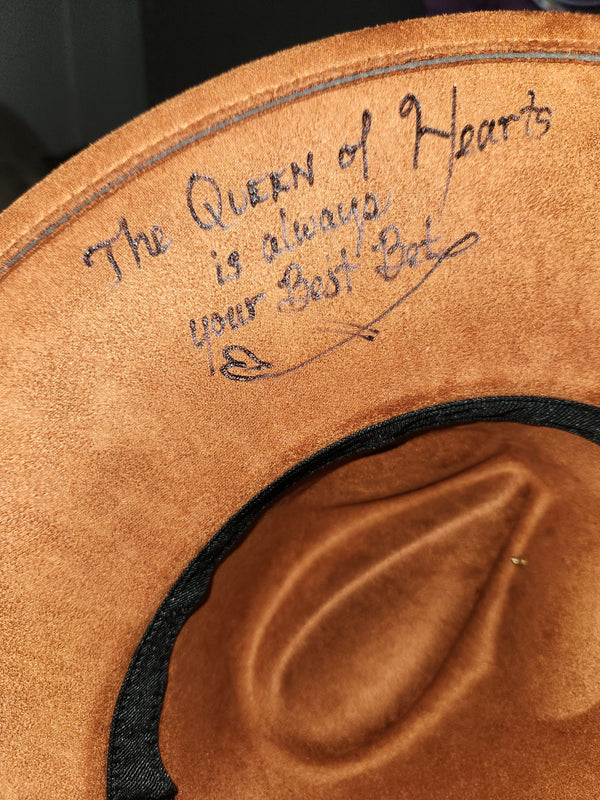 The QUEEN of Hearts
is always
your Best Bet